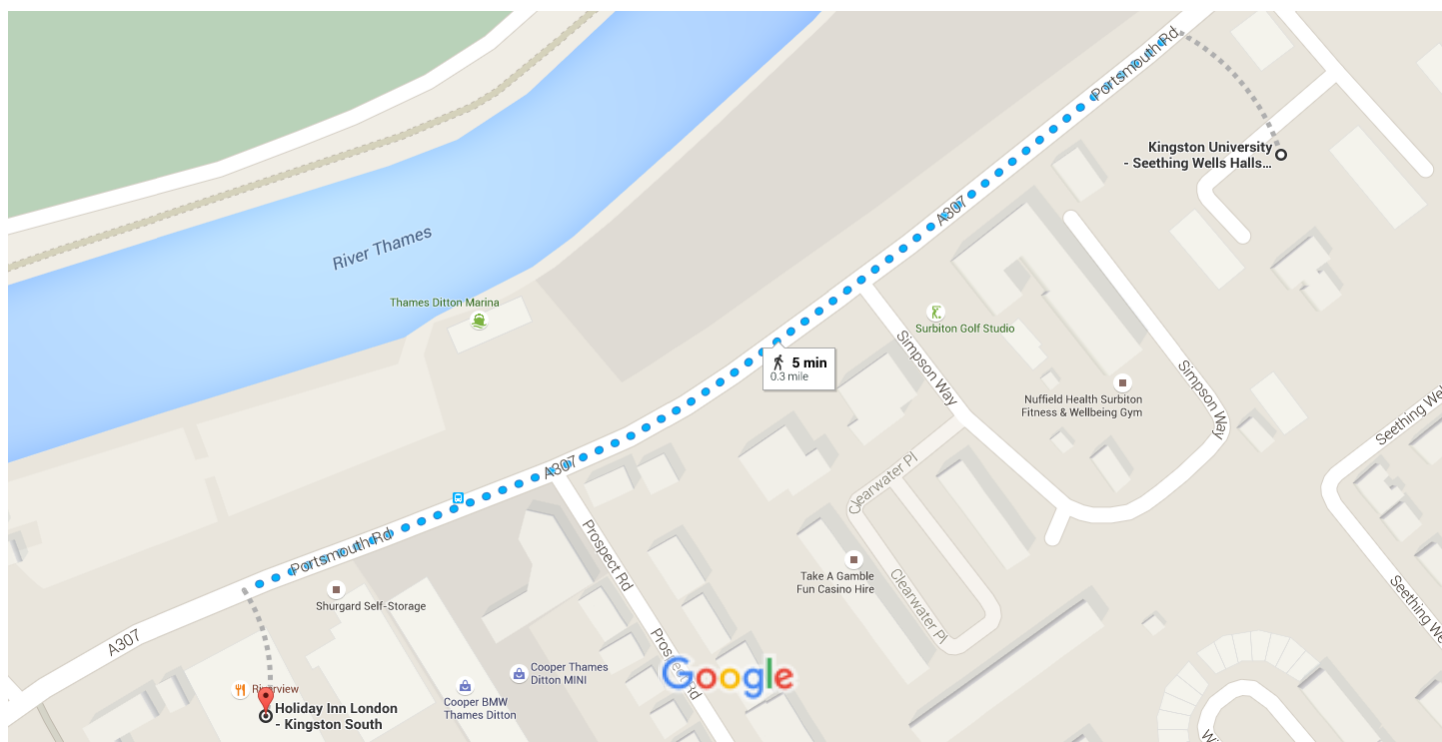 Portsmouth Rd
Kingston University
- Seething Wells Halls...
A307
River Thames
Thames Ditton Marina
Surbiton Golf Studio
5 min
0.3 mile
Simpson Way
Simpson Way
Nuffield Health Surbiton
Fitness & Wellbeing Gym
Seething We
Clearwater Pl
A307
Portsmouth Rd
Prospect Rd
Take A Gamble
Fun Casino Hire
Clearwater Pl
Seething We
Shurgard Self-Storage
A307
Prospect Rd
Cooper Thames
Ditton MINI
Google
Riverview
Cooper BMW
Thames Ditton
Holiday Inn London
- Kingston South
W